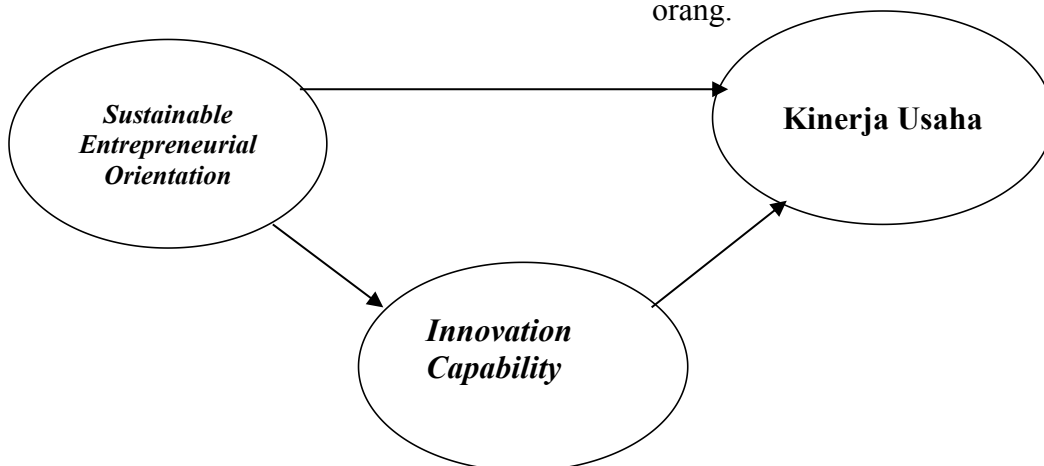 orang.
Sustainable
Entrepreneurial
Orientation
Kinerja Usaha
Innovation
Capability